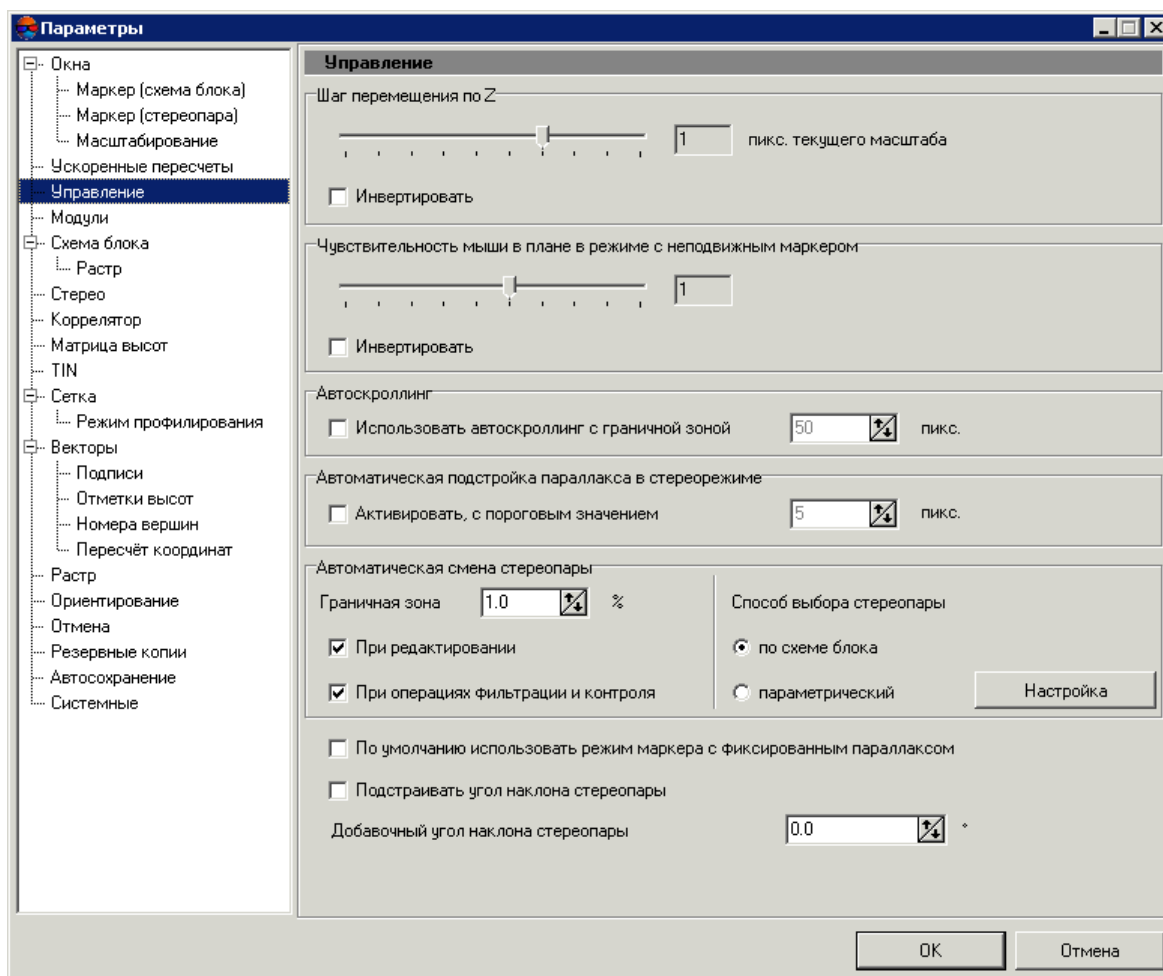 Параметры
Окна
Маркер (схема блока)
Маркер (стереопара)
Масштабирование
Ускоренные пересчеты
Управление
Модули
Схема блока
Растр
Стерео
Коррелятор
Матрица высот
TIN
Сетка
Режим профилирования
Векторы
Подписи
Отметки высот
Номера вершин
Пересчёт координат
Растр
Ориентирование
Отмена
Резервные копии
Автосохранение
Системные
Управление
Шаг перемещения по Z
1 пикс. текущего масштаба
Инвертировать
Чувствительность мыши в плане в режиме с неподвижным маркером
1
Инвертировать
Автоскроллинг
Использовать автоскроллинг с граничной зоной 50 пикс.
Автоматическая подстройка параллакса в стереорежиме
Активировать, с пороговым значением 5 пикс.
Автоматическая смена стереопары
Граничная зона 1.0 %
При редактировании
При операциях фильтрации и контроля
Способ выбора стереопары
по схеме блока
параметрический Настройка
По умолчанию использовать режим маркера с фиксированным параллаксом
Подстраивать угол наклона стереопары
Добавочный угол наклона стереопары 0.0 °
OK Отмена